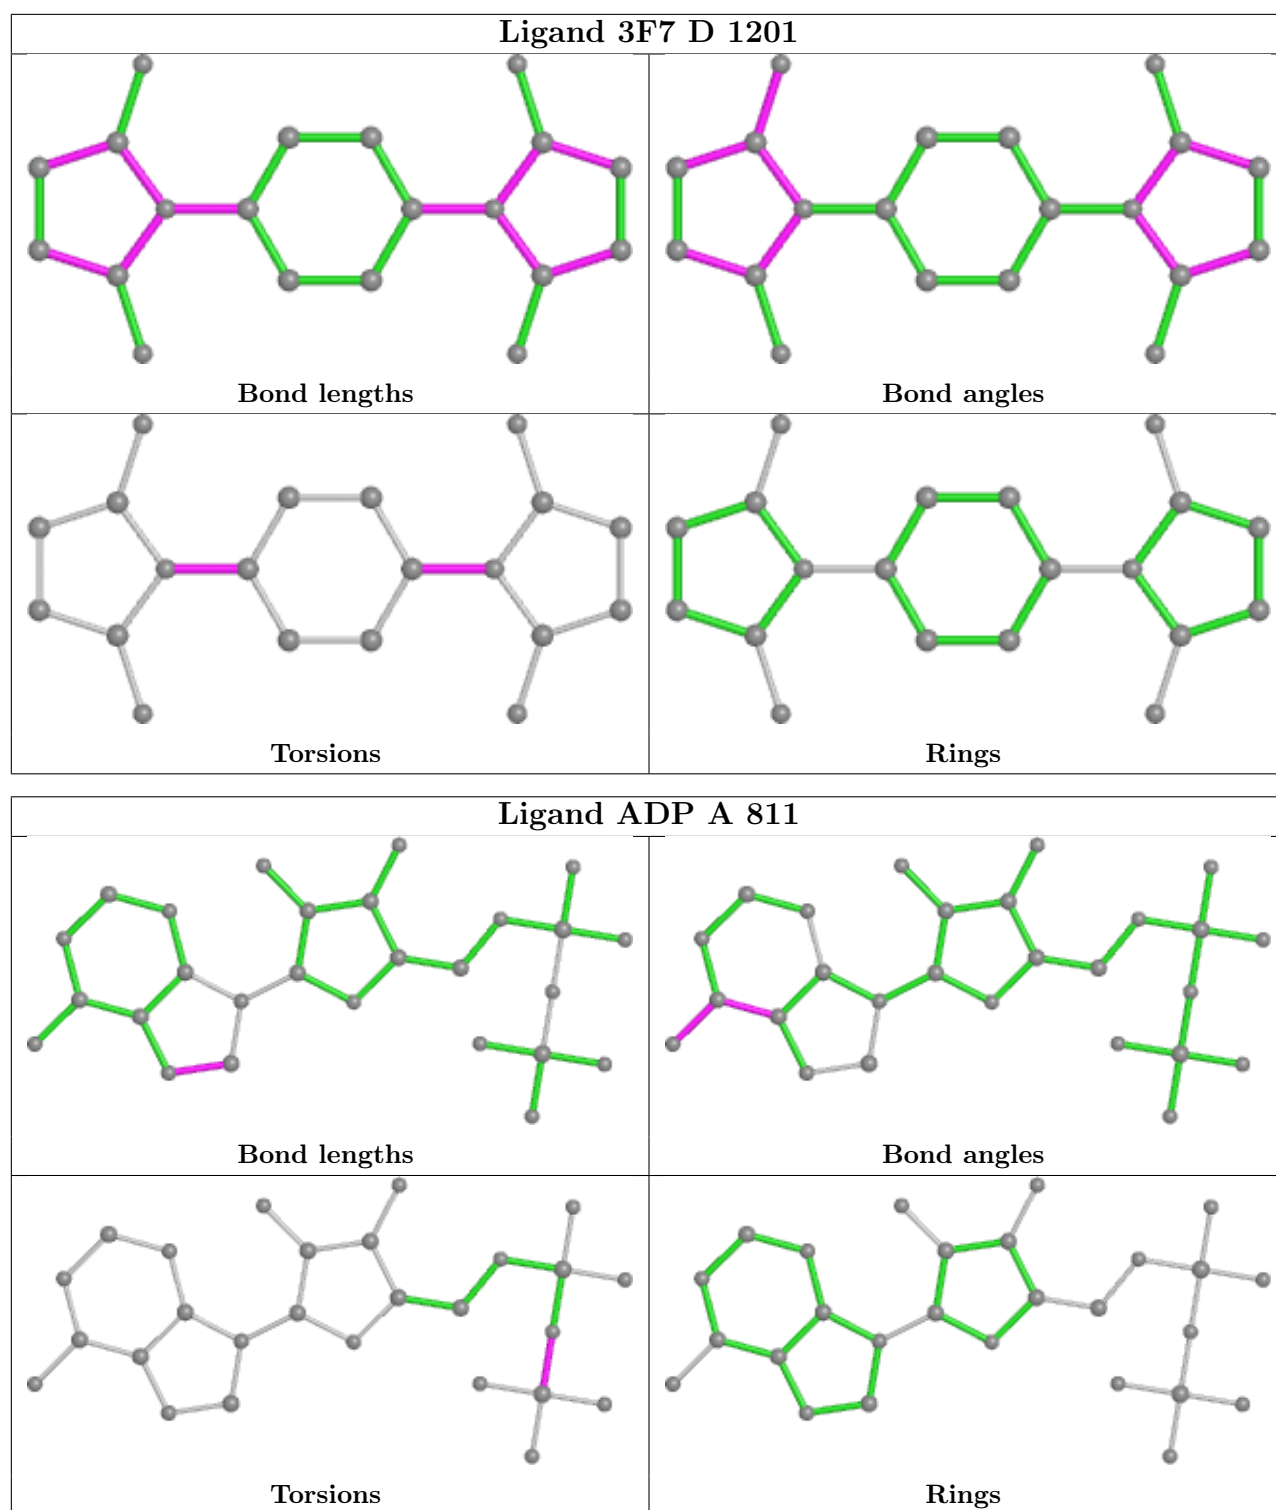 Ligand 3F7 D 1201
Bond lengths
Bond angles
Torsions
Rings
Ligand ADP A 811
Bond lengths
Bond angles
Torsions
Rings